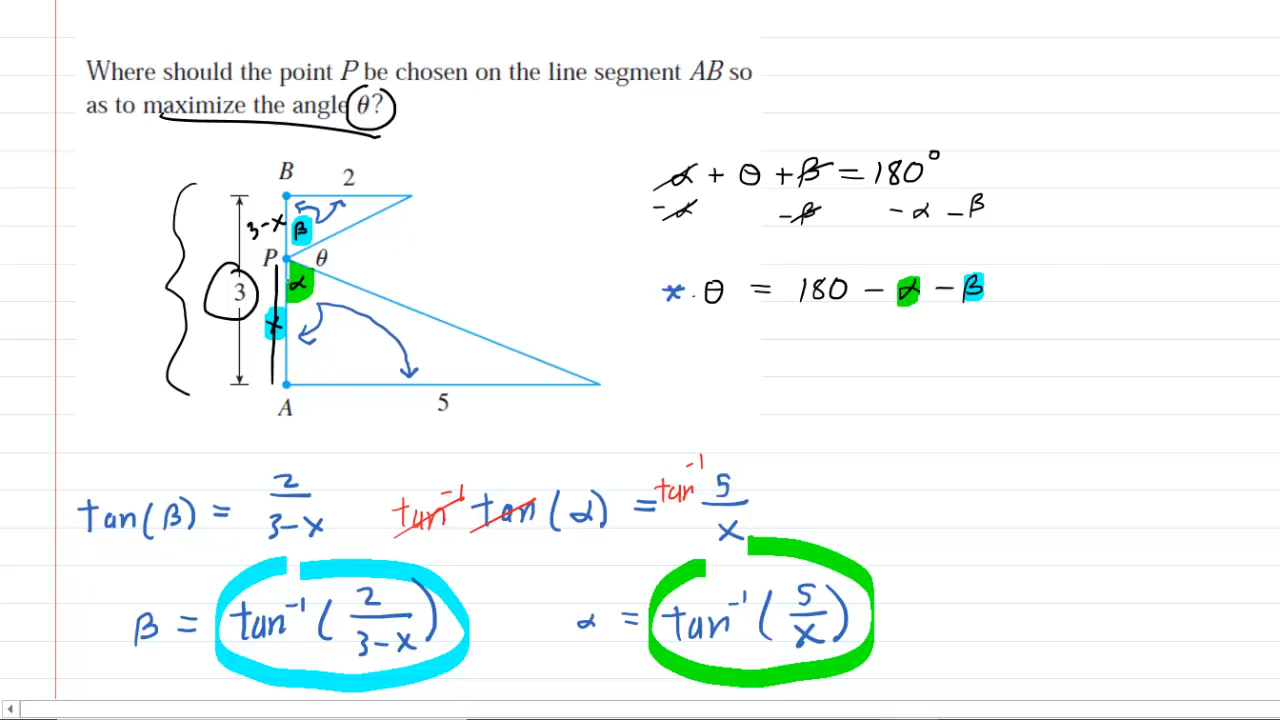 Where should the point P be chosen on the line segment AB so
as to maximize the angle θ?
B
2
3-x
β
P
θ
α
3
x
A
5
α + θ + β = 180°
-α -β -α -β
* · θ = 180 - α - β
tan(β) = 2/(3-x)
tan⁻¹ tan(α) = tan⁻¹ 5/x
β = tan⁻¹(2/(3-x))
α = tan⁻¹(5/x)